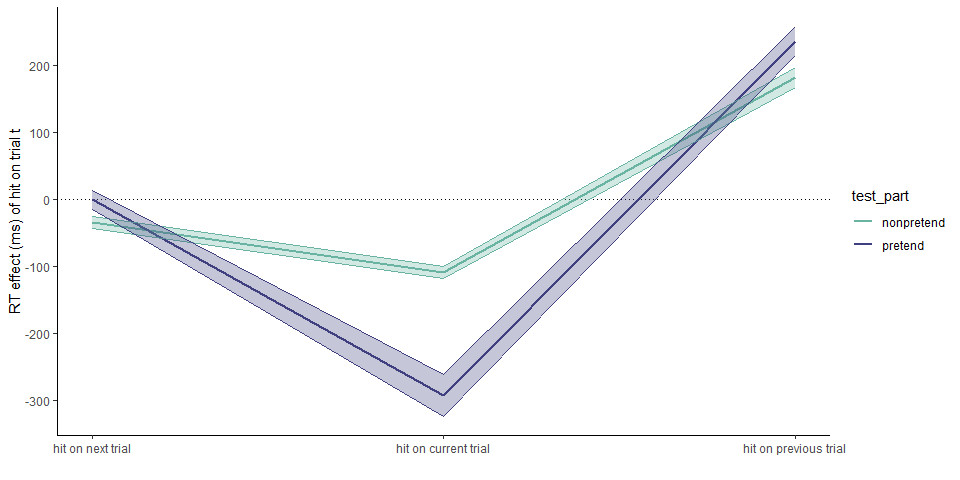 RT effect (ms) of hit on trial t
200
100
0
-100
-200
-300
hit on next trial
hit on current trial
hit on previous trial
test_part
nonpretend
pretend